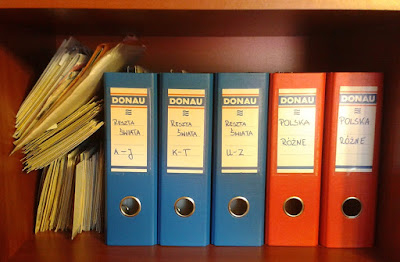 DONAU
RESZTA
ŚWIATA
A-J
DONAU
RESZTA
ŚWIATA
K-T
DONAU
RESZTA
ŚWIATA
U-Z
DONAU
POLSKA
RÓŻNE
DONAU
POLSKA
RÓŻNE